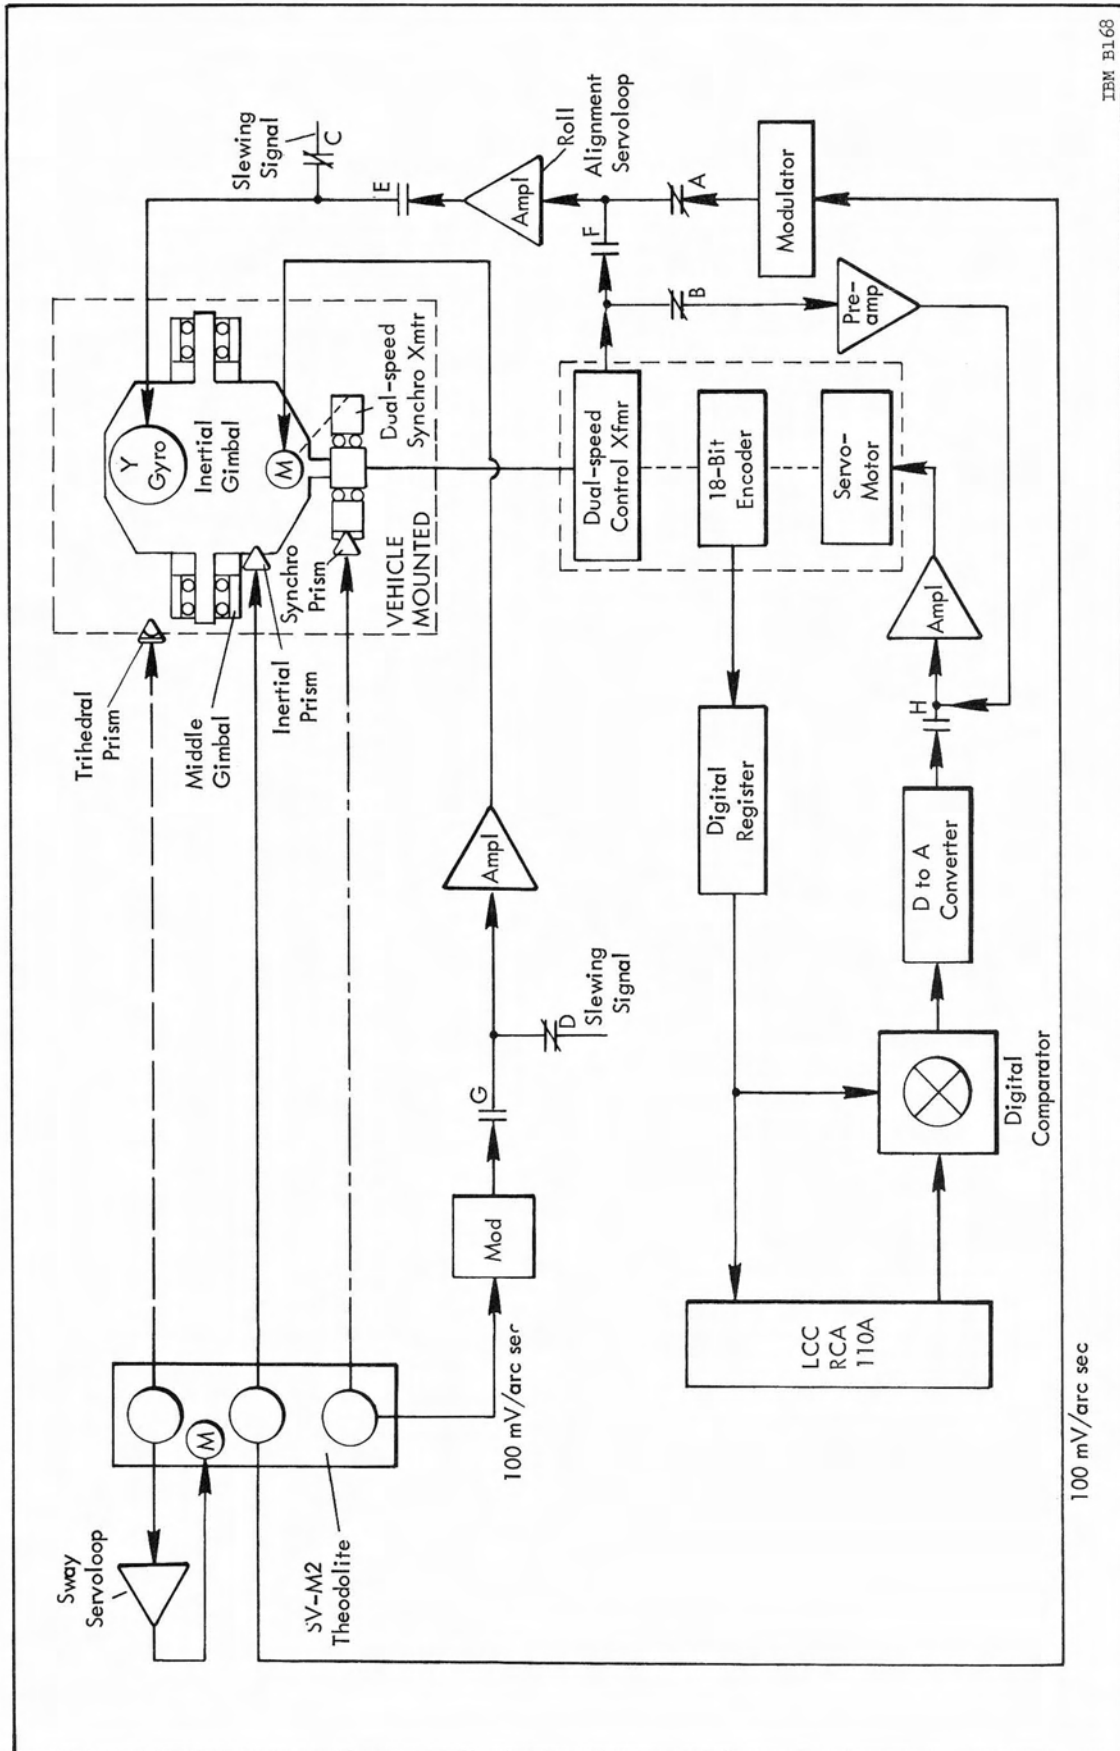 Sway
Servoloop
SV-M2
Theodolite
M
100 mV/arc sec
Mod
G
D
Slewing
Signal
Ampl
Trihedral
Prism
Middle
Gimbal
Inertial
Prism
Synchro
Prism
VEHICLE
MOUNTED
Y
Gyro
Inertial
Gimbal
M
Dual-speed
Synchro Xmtr
Slewing
Signal
C
E
Ampl
Roll
Alignment
Servoloop
F
A
B
Modulator
Pre-
amp
Dual-speed
Control Xfmr
18-Bit
Encoder
Servo-
Motor
Ampl
H
Digital
Register
D to A
Converter
Digital
Comparator
LCC
RCA
110A
100 mV/arc sec
IBM B168